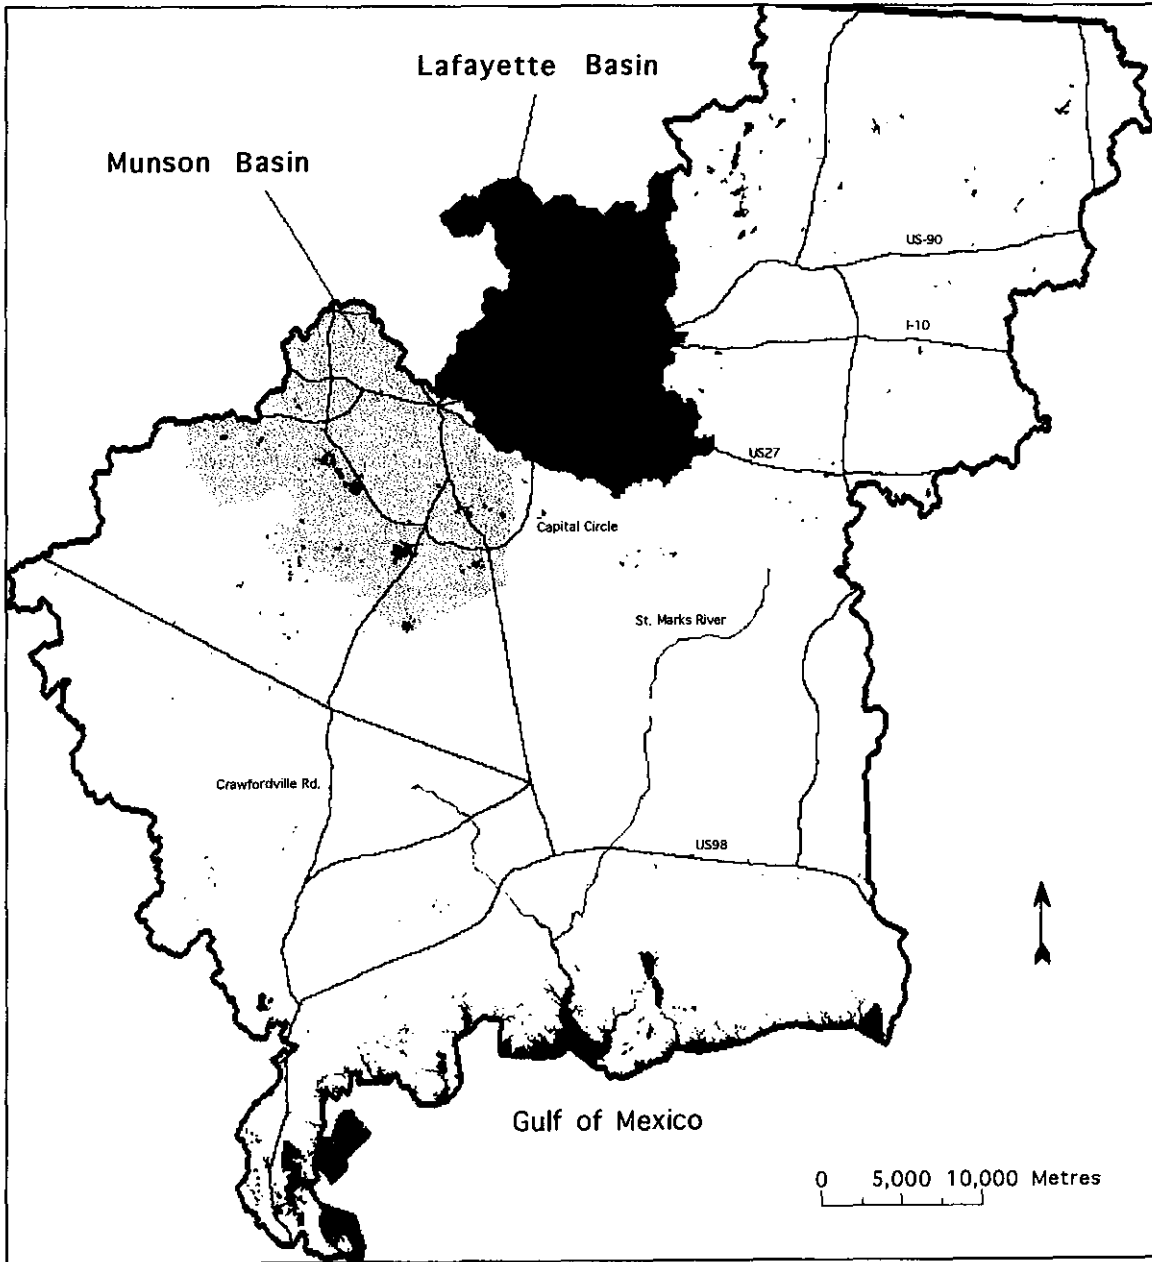 Lafayette Basin
Munson Basin
US-90
I-10
US27
Capital Circle
St. Marks River
Crawfordville Rd.
US98
Gulf of Mexico
0 5,000 10,000 Metres